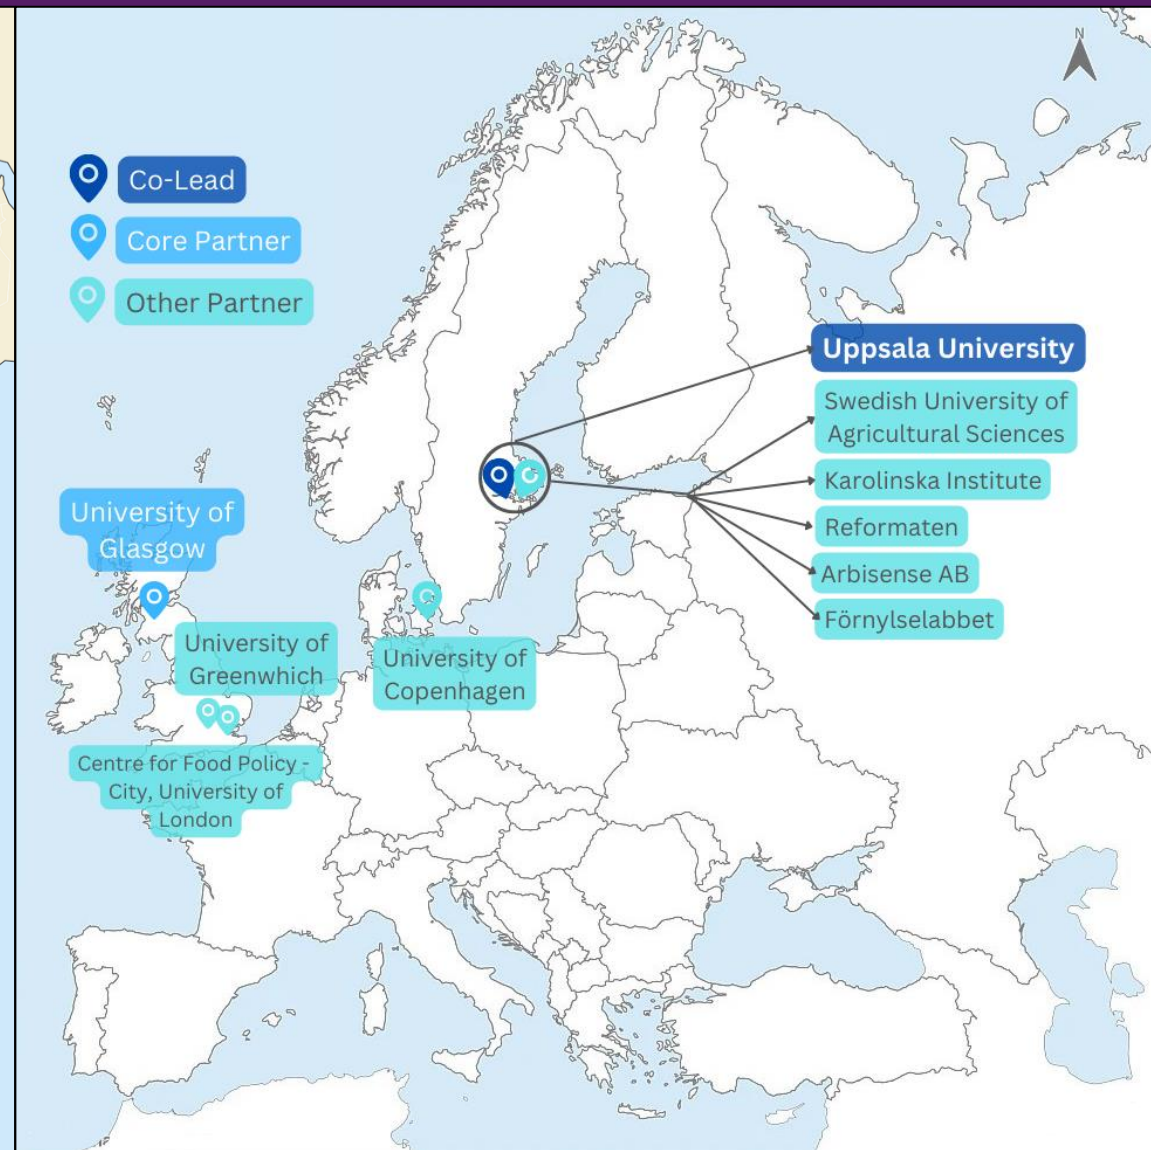 N
Co-Lead
Core Partner
Other Partner
Uppsala University
Swedish University of
Agricultural Sciences
Karolinska Institute
Reformaten
Arbisense AB
Förnylselabbet
University of
Glasgow
University of
Greenwhich
University of
Copenhagen
Centre for Food Policy -
City, University of
London